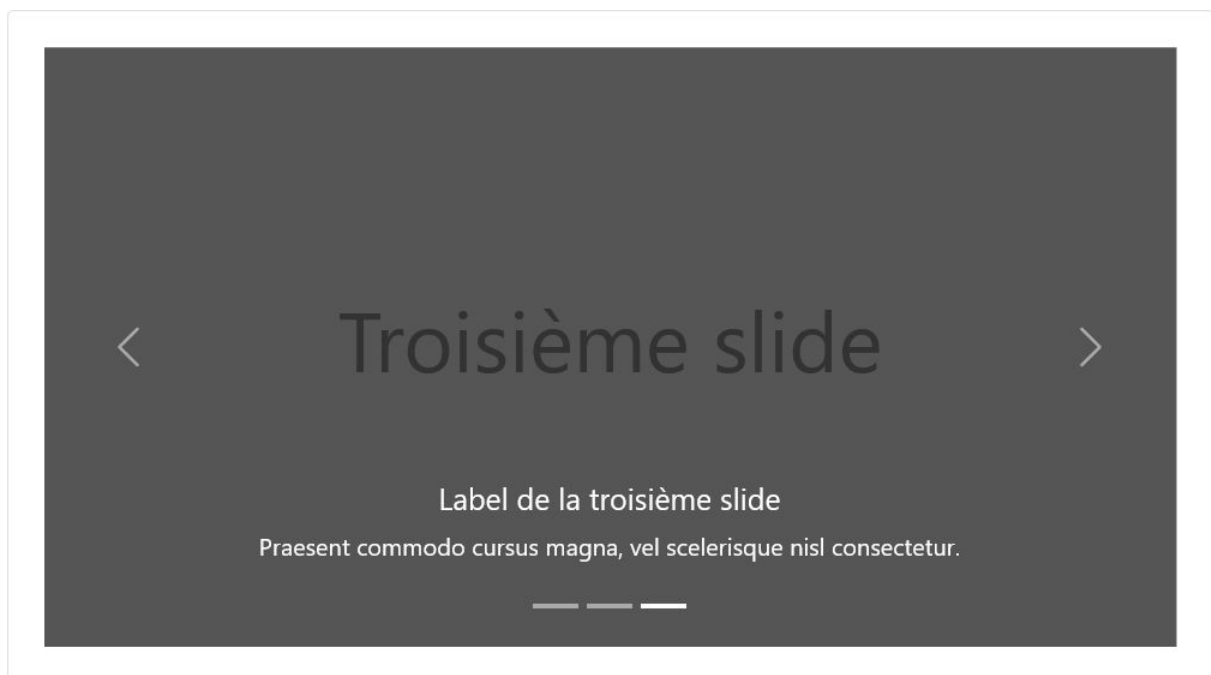 Troisième slide
Label de la troisième slide
Praesent commodo cursus magna, vel scelerisque nisl consectetur.